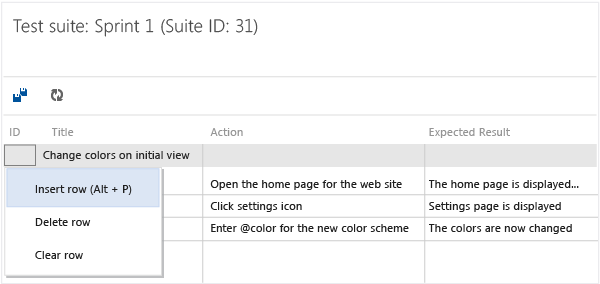 Test suite: Sprint 1 (Suite ID: 31)
ID Title Action Expected Result
Change colors on initial view
Insert row (Alt + P) Open the home page for the web site The home page is displayed...
Click settings icon Settings page is displayed
Delete row Enter @color for the new color scheme The colors are now changed
Clear row